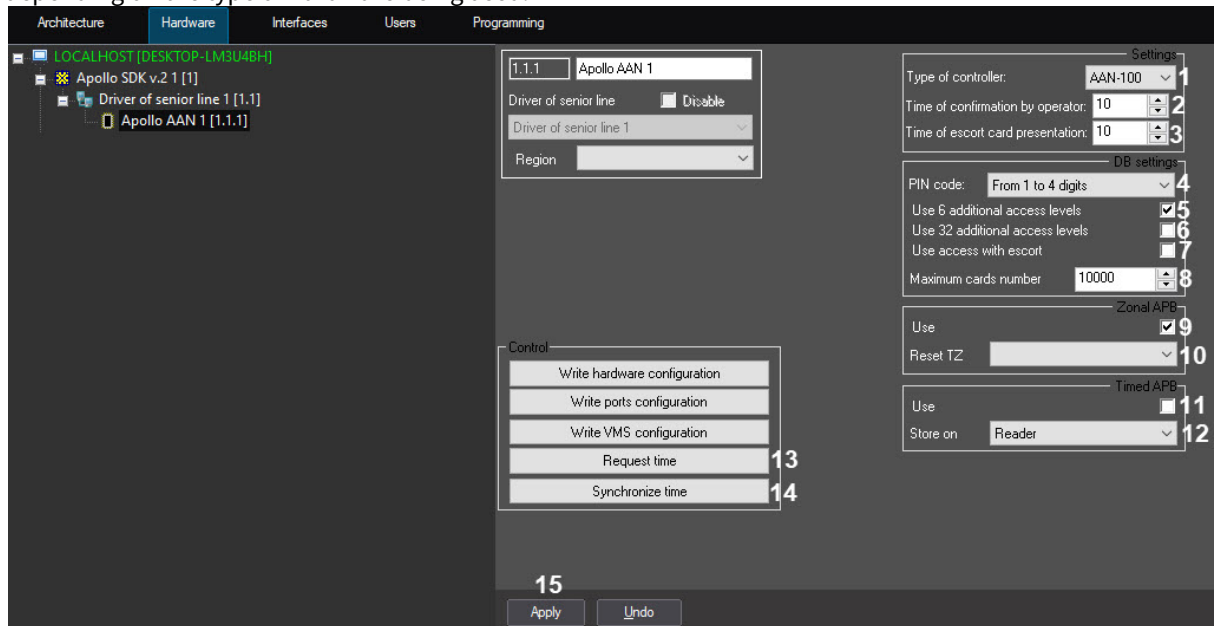 Architecture Hardware Interfaces Users Programming
LOCALHOST [DESKTOP-LM3U4BH]
Apollo SDK v.2 1 [1]
Driver of senior line 1 [1.1]
Apollo AAN 1 [1.1.1]
1.1.1 Apollo AAN 1
Driver of senior line Disable
Driver of senior line 1
Region
Settings
Type of controller: AAN-100 1
Time of confirmation by operator: 10 2
Time of escort card presentation: 10 3
DB settings
PIN code: From 1 to 4 digits 4
Use 6 additional access levels 5
Use 32 additional access levels 6
Use access with escort 7
Maximum cards number 10000 8
Zonal APB
Use 9
Reset TZ 10
Timed APB
Use 11
Store on Reader 12
Control
Write hardware configuration
Write ports configuration
Write VMS configuration
Request time 13
Synchronize time 14
15
Apply Undo